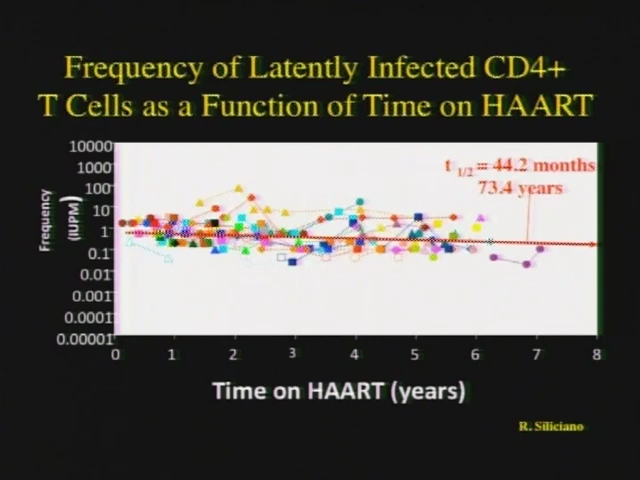 Frequency of Latently Infected CD4+
T Cells as a Function of Time on HAART
10000
1000
100
10
1
0.1
0.01
0.001
0.0001
0.00001
Frequency
(IUPM)
t 1/2 = 44.2 months
73.4 years
0 1 2 3 4 5 6 7 8
Time on HAART (years)
R. Siliciano